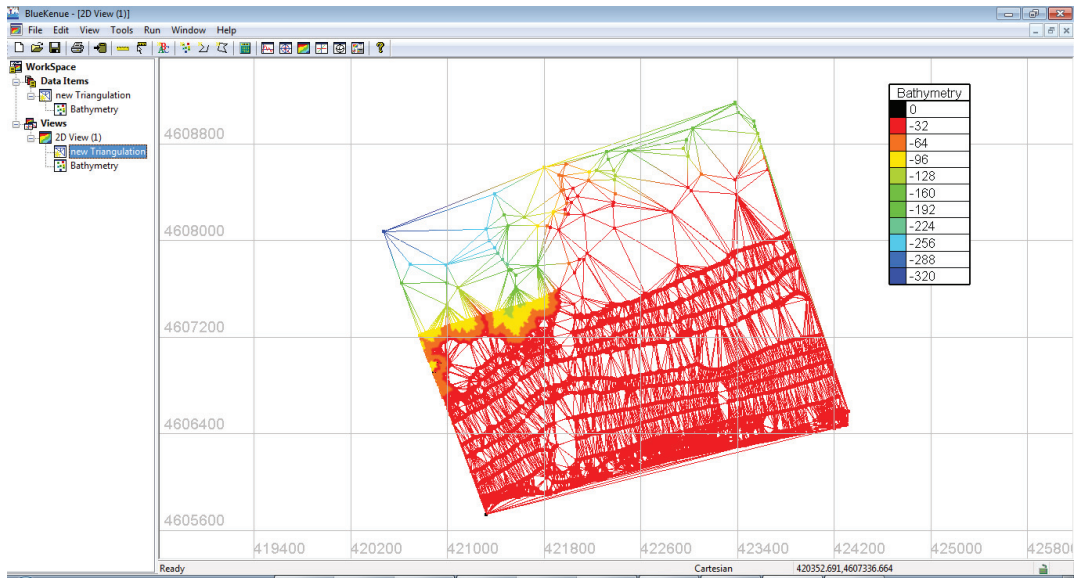 BlueKenue - [2D View (1)]
File Edit View Tools Run Window Help
WorkSpace
Data Items
new Triangulation
Bathymetry
Views
2D View (1)
new Triangulation
Bathymetry
Bathymetry
0
-32
-64
-96
-128
-160
-192
-224
-256
-288
-320
4608800
4608000
4607200
4606400
4605600
419400 420200 421000 421800 422600 423400 424200 425000 425800
Ready Cartesian 420352.691,4607336.664